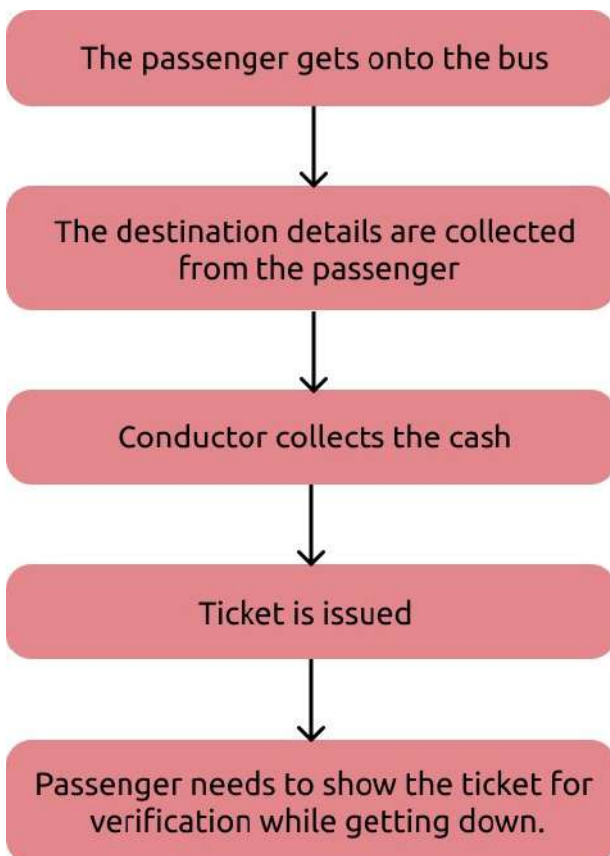 The passenger gets onto the bus
The destination details are collected
from the passenger
Conductor collects the cash
Ticket is issued
Passenger needs to show the ticket for
verification while getting down.